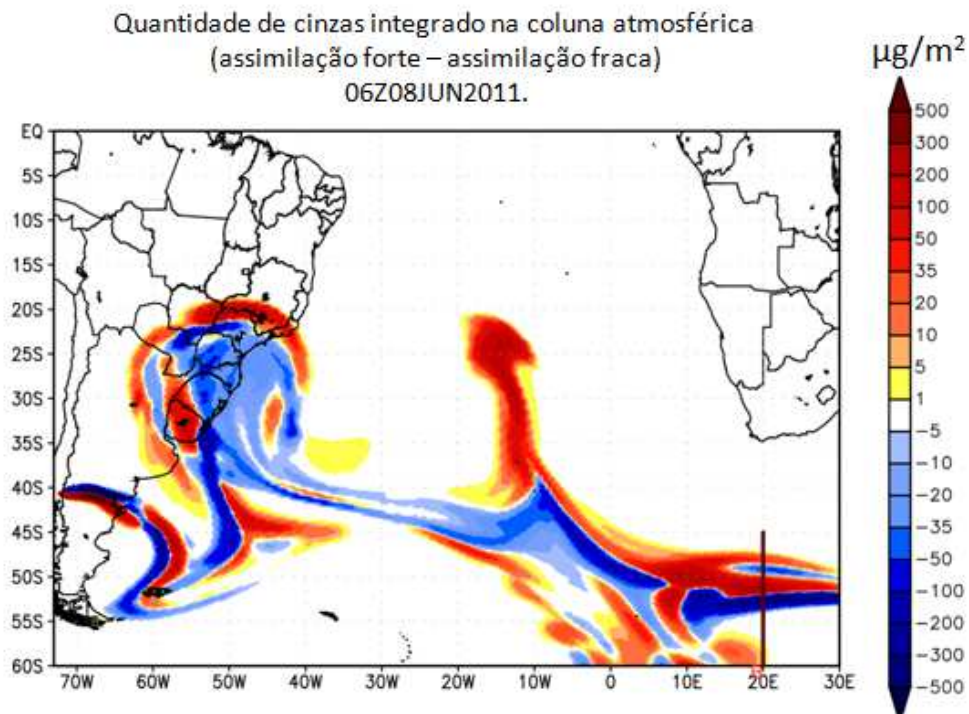 Quantidade de cinzas integrado na coluna atmosférica
(assimilação forte – assimilação fraca)
06Z08JUN2011.
µg/m²
500
300
200
100
50
35
20
10
5
1
−5
−10
−20
−35
−50
−100
−200
−300
−500
EQ
5S
10S
15S
20S
25S
30S
35S
40S
45S
50S
55S
60S
70W 60W 50W 40W 30W 20W 10W 0 10E 20E 30E